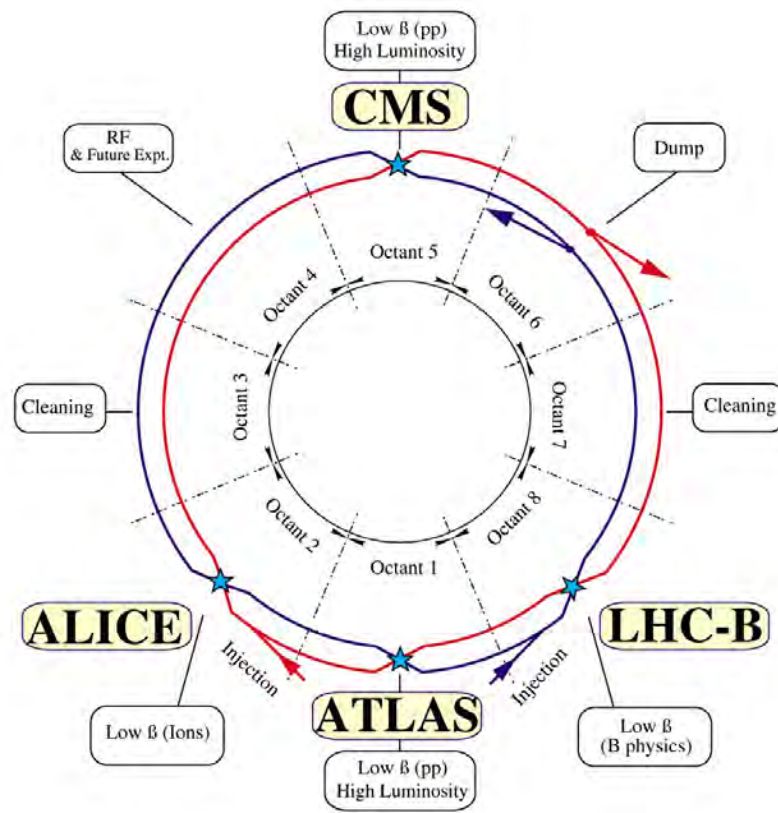 Low ß (pp)
High Luminosity
CMS
RF
& Future Expt.
Dump
Octant 5
Octant 4
Octant 6
Octant 3
Octant 7
Cleaning
Cleaning
Octant 2
Octant 8
Octant 1
ALICE
LHC-B
Injection
Injection
ATLAS
Low ß (Ions)
Low ß
(B physics)
Low ß (pp)
High Luminosity